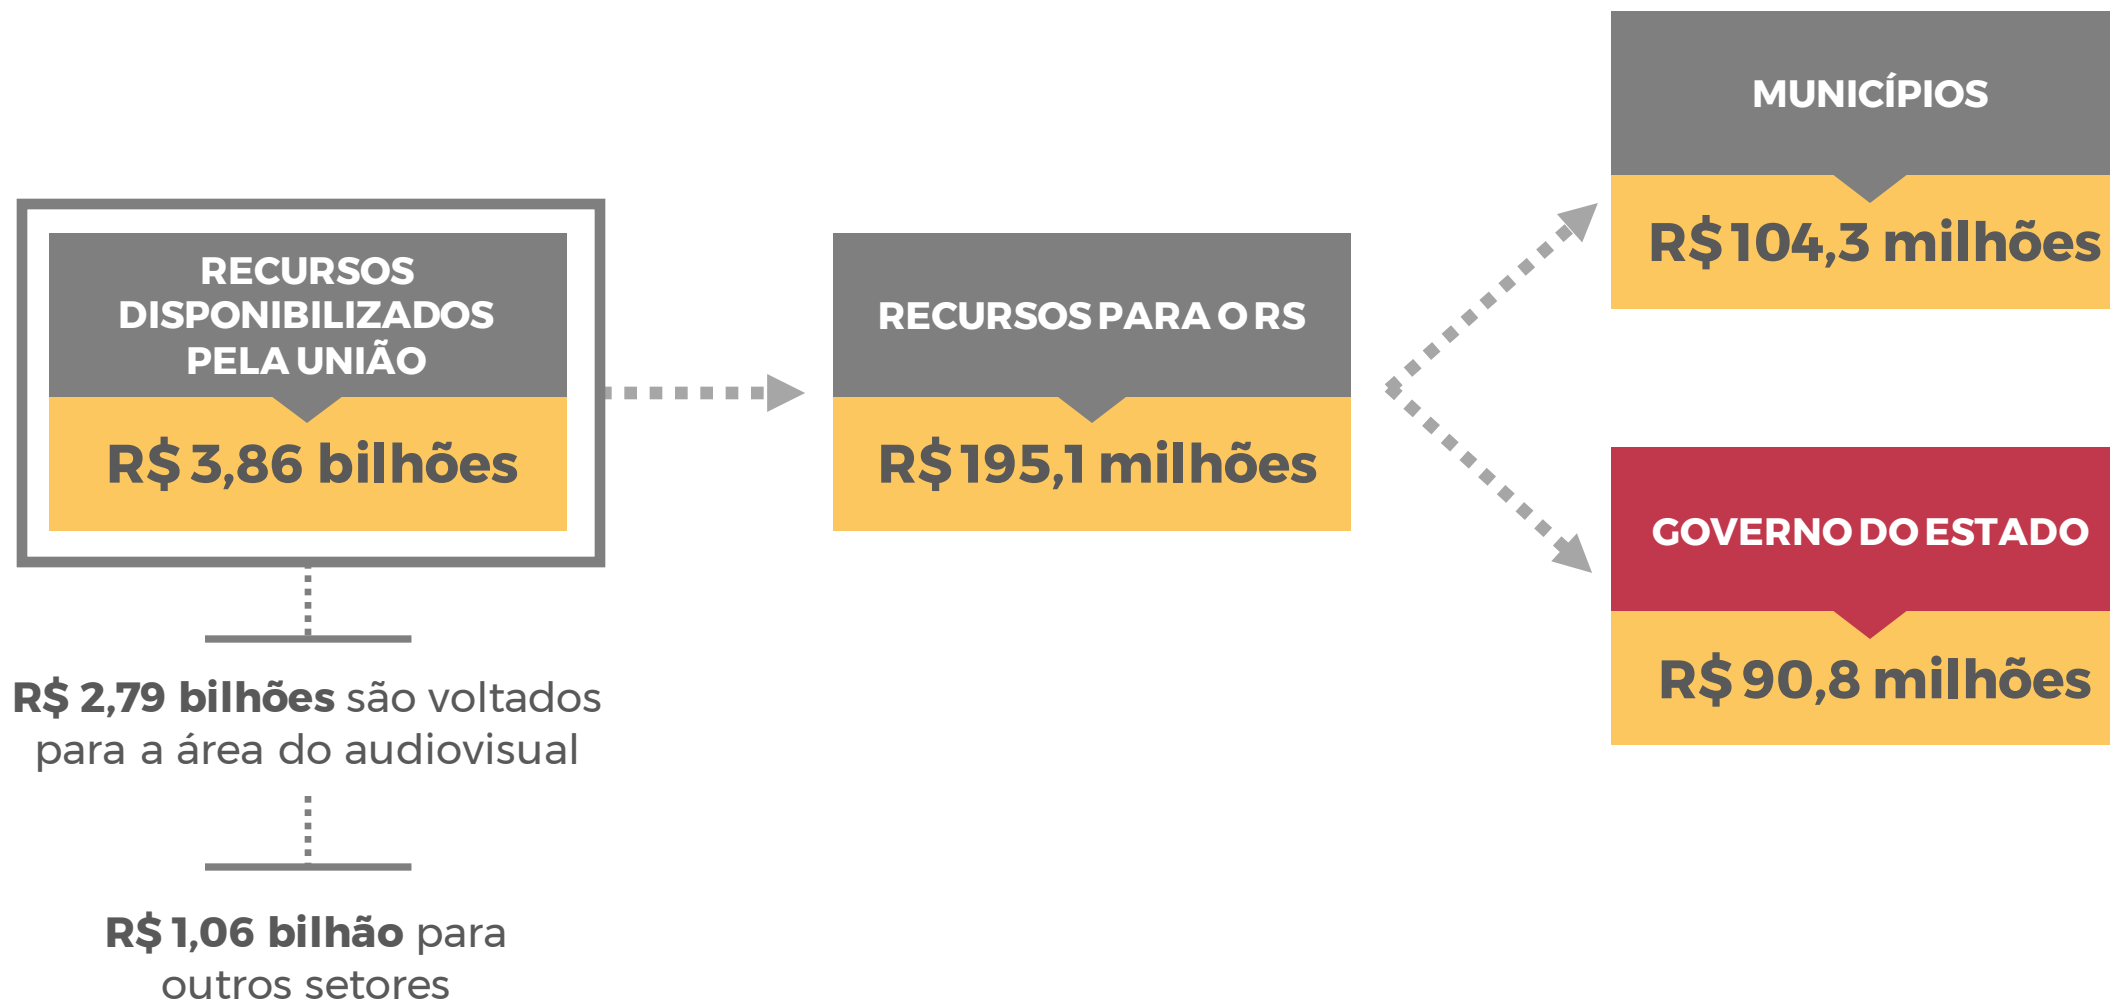 RECURSOS
DISPONIBILIZADOS
PELA UNIÃO
R$ 3,86 bilhões
R$ 2,79 bilhões são voltados
para a área do audiovisual
R$ 1,06 bilhão para
outros setores
RECURSOS PARA O RS
R$ 195,1 milhões
MUNICÍPIOS
R$ 104,3 milhões
GOVERNO DO ESTADO
R$ 90,8 milhões